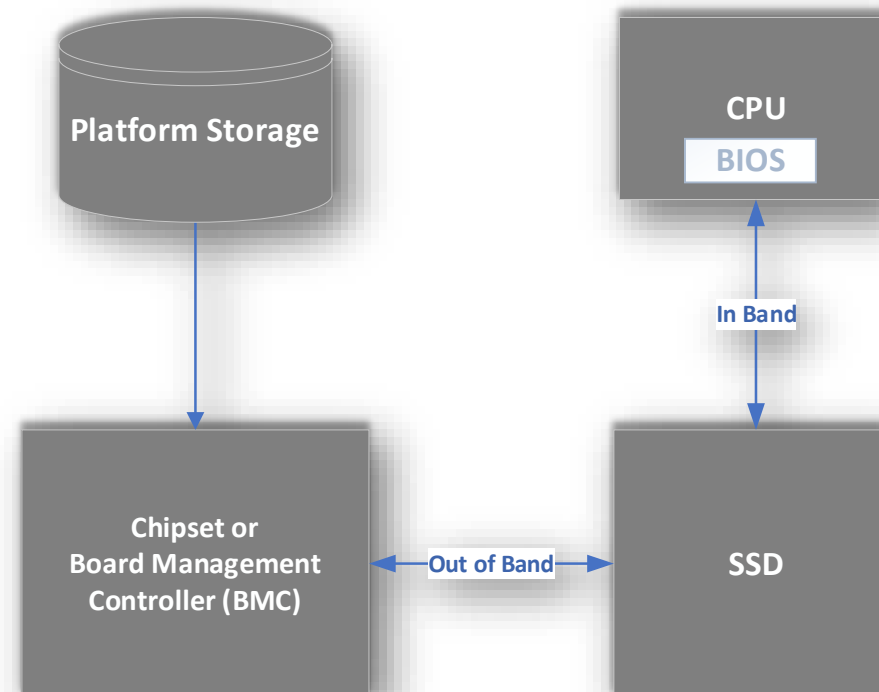 Platform Storage
CPU
BIOS
In Band
Chipset or
Board Management
Controller (BMC)
Out of Band
SSD